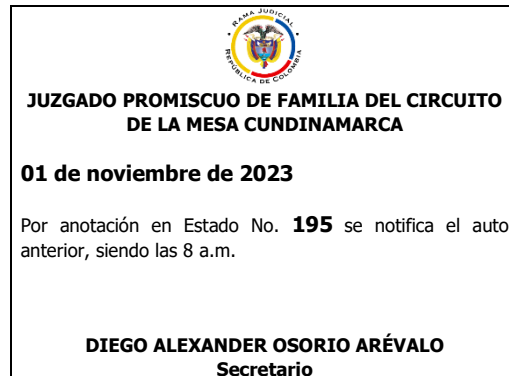 RAMA JUDICIAL
REPÚBLICA DE COLOMBIA
JUZGADO PROMISCUO DE FAMILIA DEL CIRCUITO
DE LA MESA CUNDINAMARCA
01 de noviembre de 2023
Por anotación en Estado No. 195 se notifica el auto
anterior, siendo las 8 a.m.
DIEGO ALEXANDER OSORIO ARÉVALO
Secretario